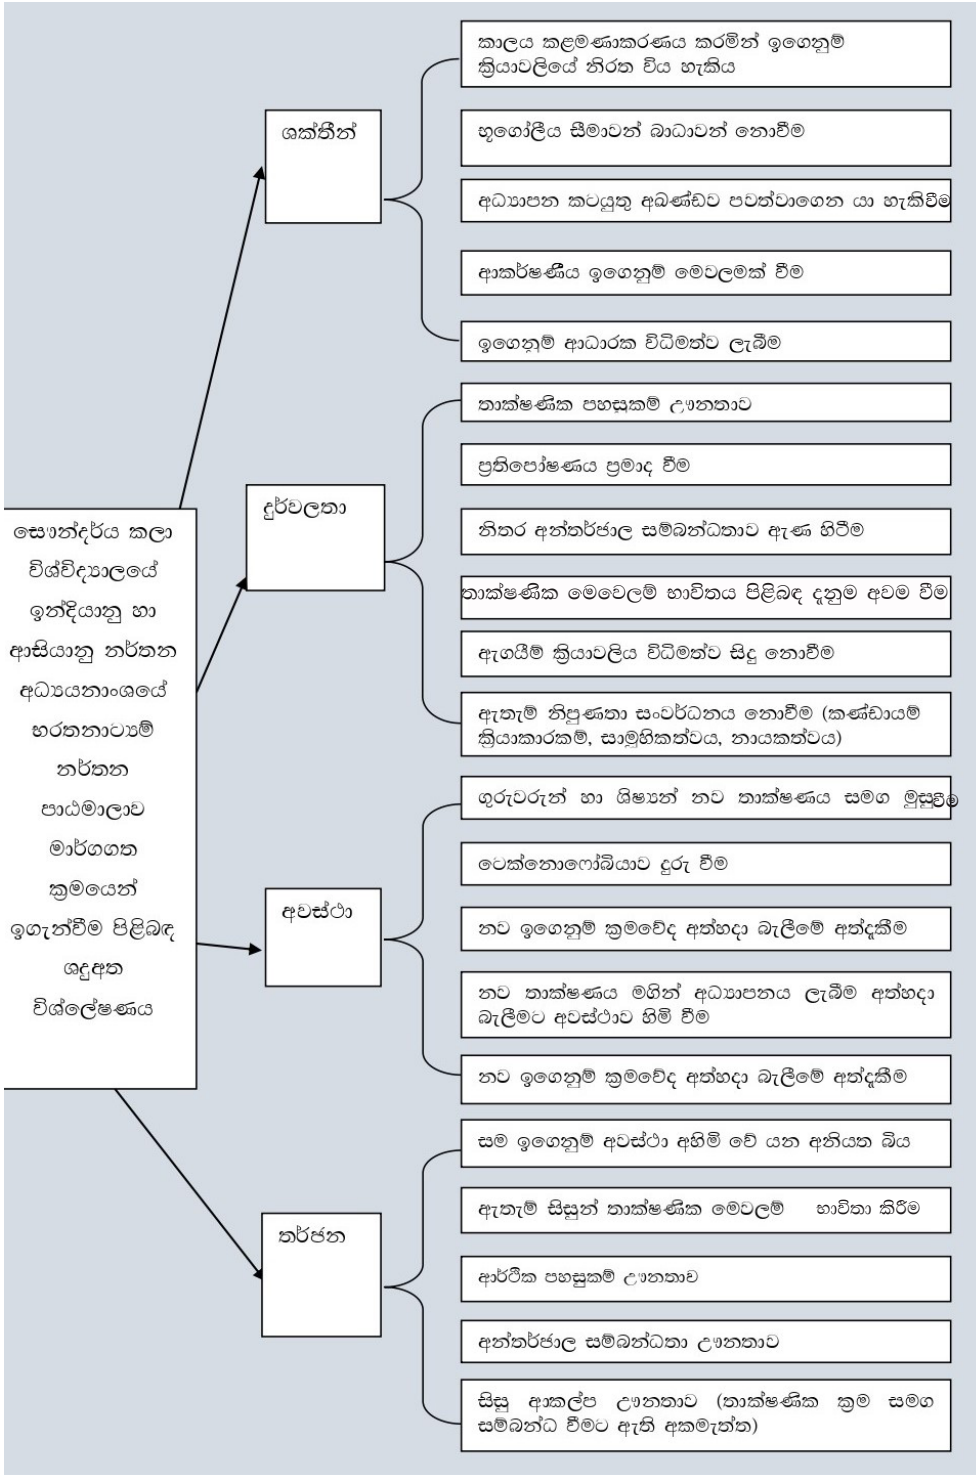 සෞන්දර්ය කලා
විශ්විද්‍යාලයේ
ඉන්දියානු හා
ආසියානු නර්තන
අධ්‍යයනාංශයේ
භරතනාට්‍යම්
නර්තන
පාඨමාලාව
මාර්ගගත
ක්‍රමයෙන්
ඉගැන්වීම පිළිබඳ
ශදුඅත
විශ්ලේෂණය
ශක්තීන්
කාලය කළමණාකරණය කරමින් ඉගෙනුම්
ක්‍රියාවලියේ නිරත විය හැකිය
භූගෝලීය සීමාවන් බාධාවන් නොවීම
අධ්‍යාපන කටයුතු අඛණ්ඩව පවත්වාගෙන යා හැකිවීම
ආකර්ෂණීය ඉගෙනුම් මෙවලමක් වීම
ඉගෙනුම් ආධාරක විධිමත්ව ලැබීම
දුර්වලතා
තාක්ෂණික පහසුකම් ඌනතාව
ප්‍රතිපෝෂණය ප්‍රමාද වීම
නිතර අන්තර්ජාල සම්බන්ධතාව ඇණ හිටීම
තාක්ෂණික මෙවෙලම් භාවිතය පිළිබඳ දැනුම අවම වීම
ඇගයීම් ක්‍රියාවලිය විධිමත්ව සිදු නොවීම
ඇතැම් නිපුණතා සංවර්ධනය නොවීම (කණ්ඩායම්
ක්‍රියාකාරකම්, සාමුහිකත්වය, නායකත්වය)
අවස්ථා
ගුරුවරුන් හා ශිෂ්‍යන් නව තාක්ෂණය සමග මුසුවීම
ටෙක්නොෆෝබියාව දුරු වීම
නව ඉගෙනුම් ක්‍රමවේද අත්හදා බැලීමේ අත්දැකීම
නව තාක්ෂණය මගින් අධ්‍යාපනය ලැබීම අත්හදා
බැලීමට අවස්ථාව හිමි වීම
නව ඉගෙනුම් ක්‍රමවේද අත්හදා බැලීමේ අත්දැකීම
තර්ජන
සම ඉගෙනුම් අවස්ථා අහිමි වේ යන අනියත බිය
ඇතැම් සිසුන් තාක්ෂණික මෙවලම් භාවිතා කිරීම
ආර්ථික පහසුකම් ඌනතාව
අන්තර්ජාල සම්බන්ධතා ඌනතාව
සිසු ආකල්ප ඌනතාව (තාක්ෂණික ක්‍රම සමග
සම්බන්ධ වීමට ඇති අකමැත්ත)